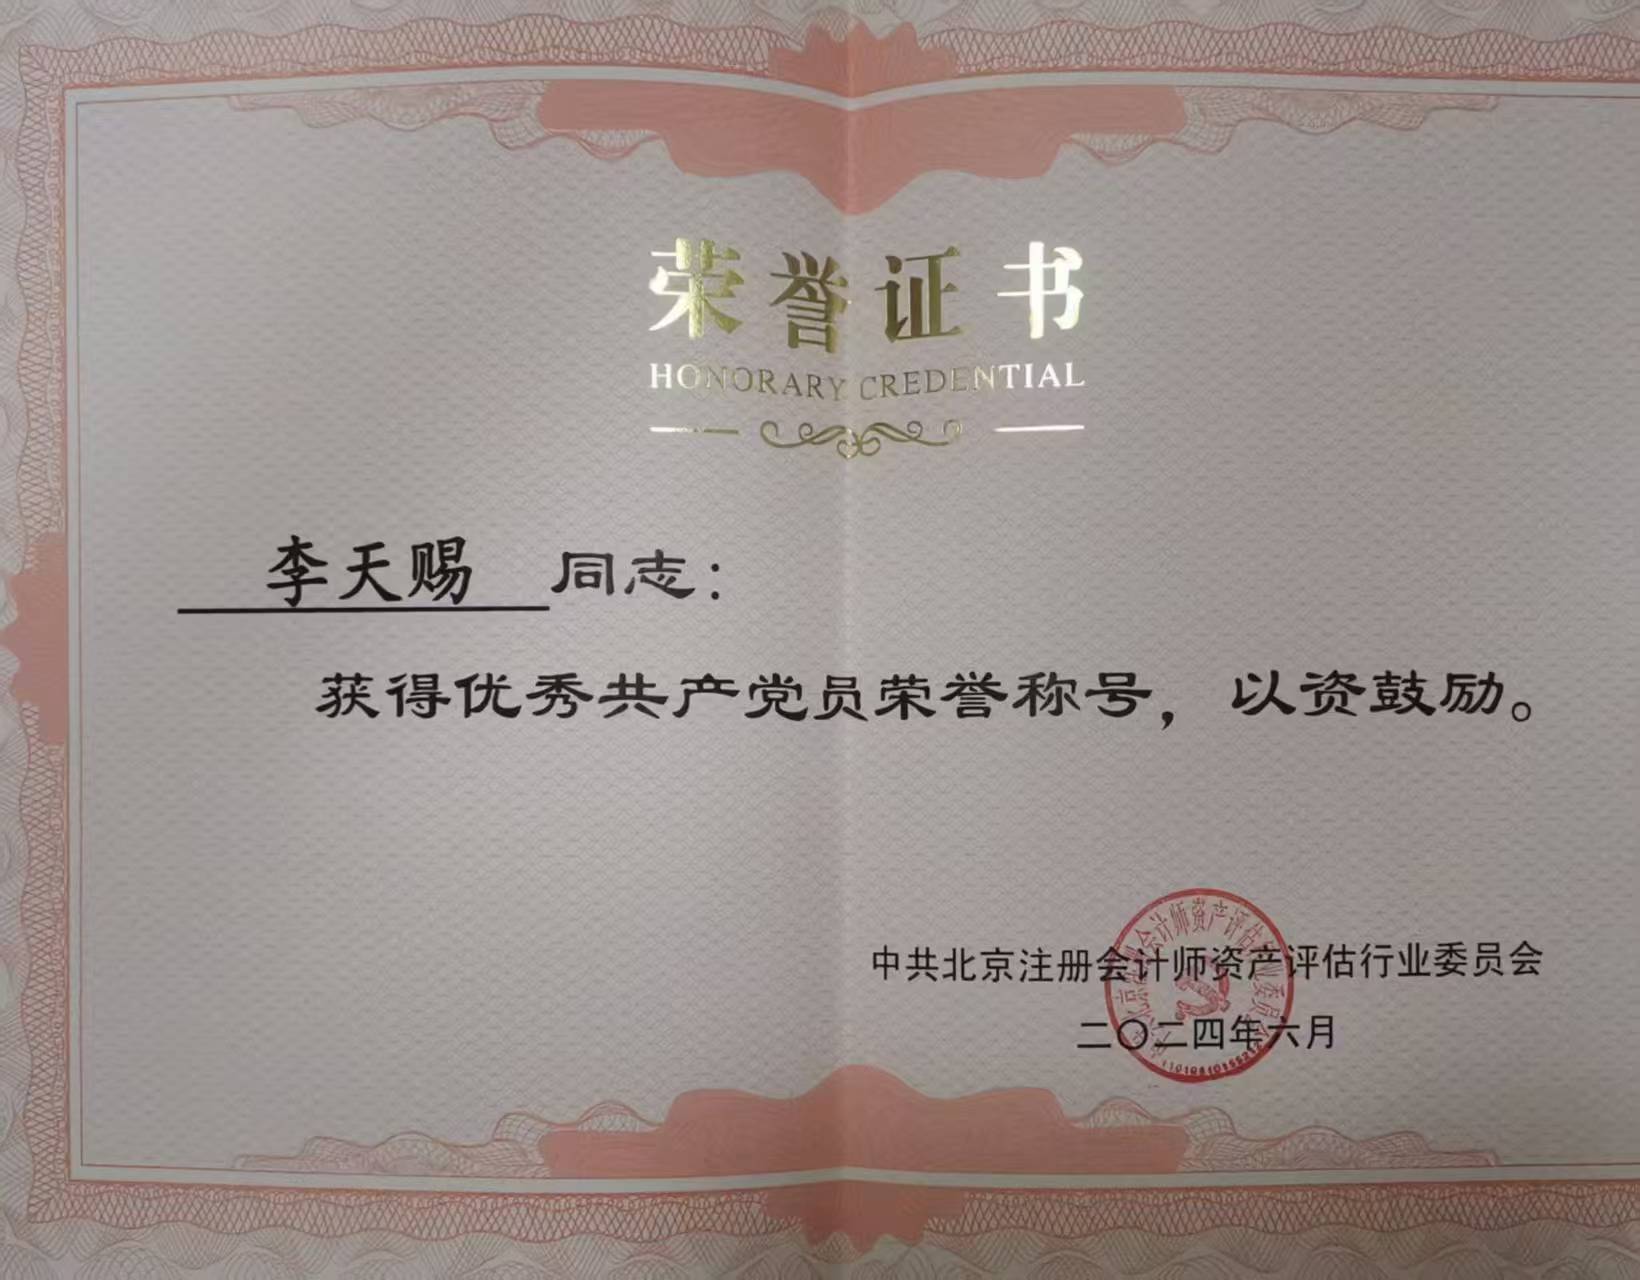 荣誉证书
HONORARY CREDENTIAL
李天赐 同志：
获得优秀共产党员荣誉称号，以资鼓励。
中共北京注册会计师资产评估行业委员会
二〇二四年六月